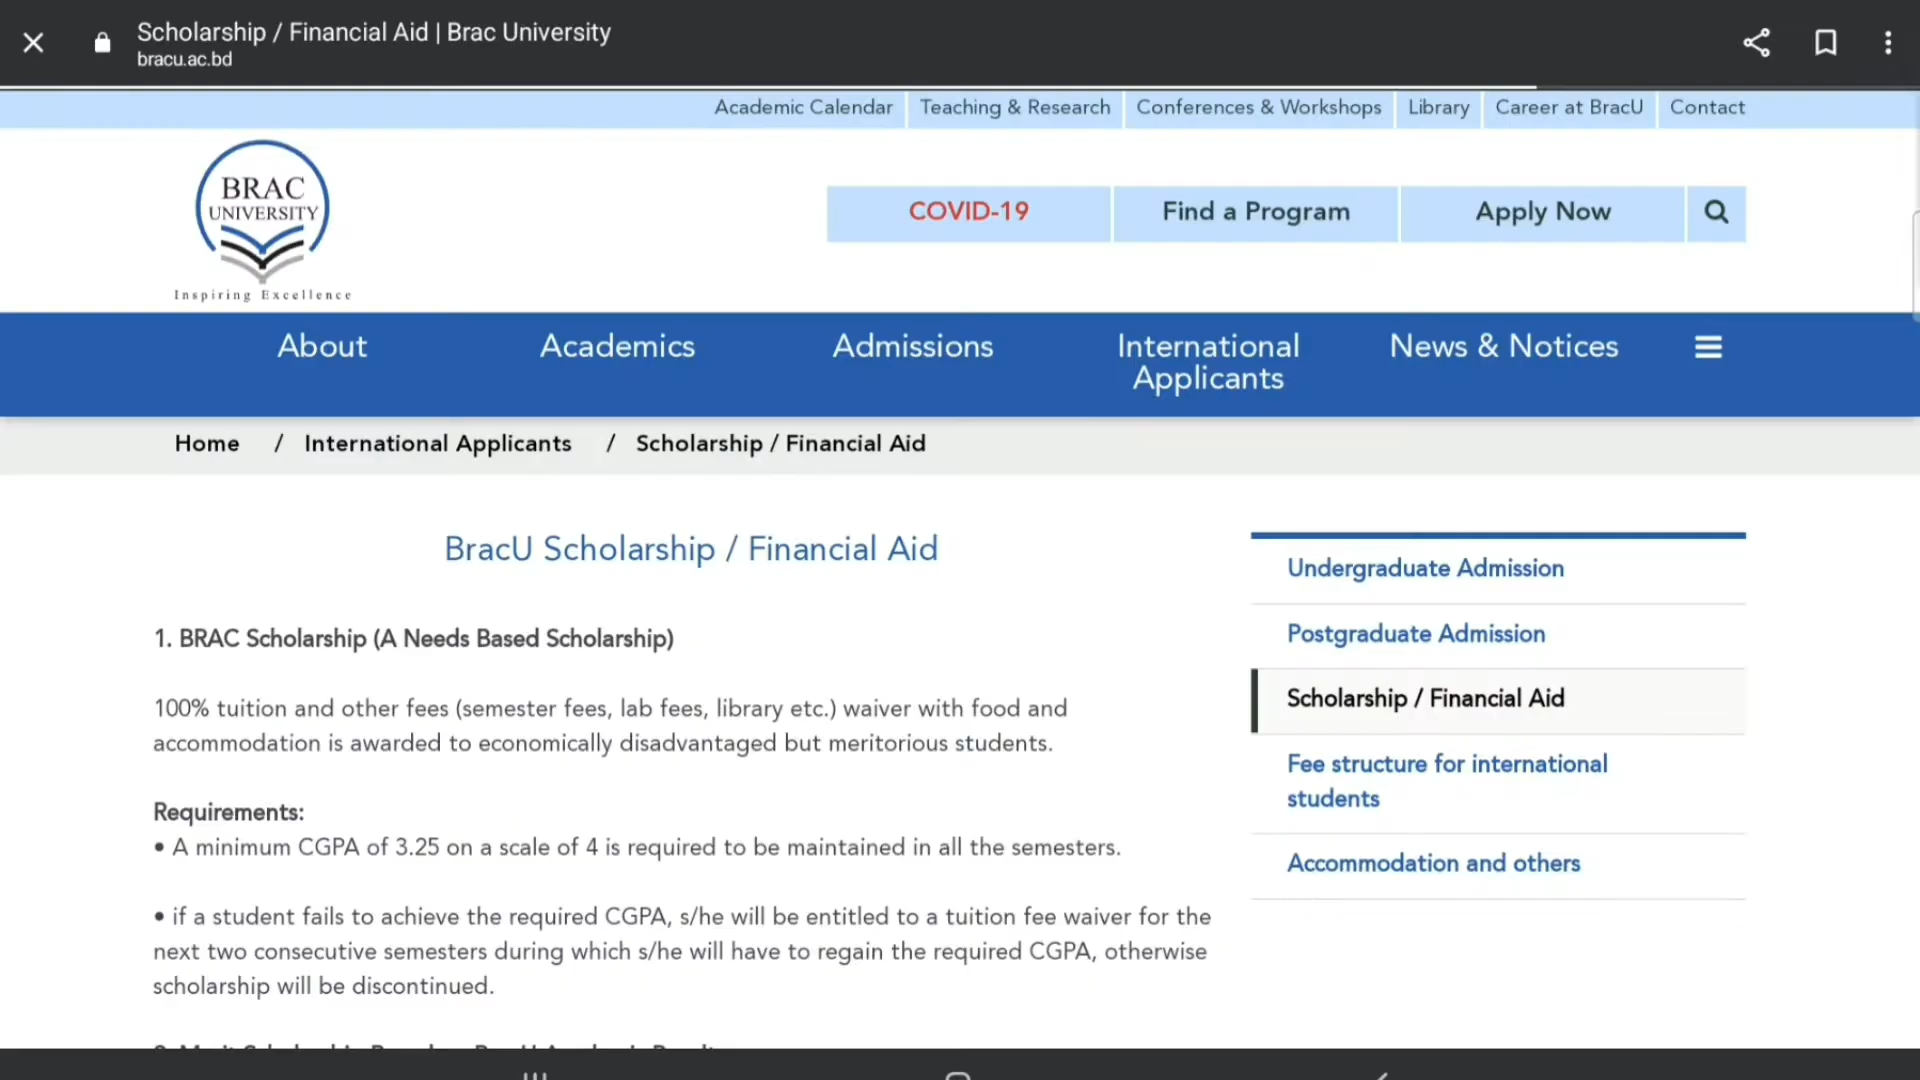 Scholarship / Financial Aid | Brac University
bracu.ac.bd
Academic Calendar
Teaching & Research
Conferences & Workshops
Library
Career at BracU
Contact
BRAC
UNIVERSITY
Inspiring Excellence
COVID-19
Find a Program
Apply Now
About
Academics
Admissions
International
Applicants
News & Notices
Home / International Applicants / Scholarship / Financial Aid
BracU Scholarship / Financial Aid
1. BRAC Scholarship (A Needs Based Scholarship)
100% tuition and other fees (semester fees, lab fees, library etc.) waiver with food and
accommodation is awarded to economically disadvantaged but meritorious students.
Requirements:
• A minimum CGPA of 3.25 on a scale of 4 is required to be maintained in all the semesters.
• if a student fails to achieve the required CGPA, s/he will be entitled to a tuition fee waiver for the
next two consecutive semesters during which s/he will have to regain the required CGPA, otherwise
scholarship will be discontinued.
Undergraduate Admission
Postgraduate Admission
Scholarship / Financial Aid
Fee structure for international
students
Accommodation and others